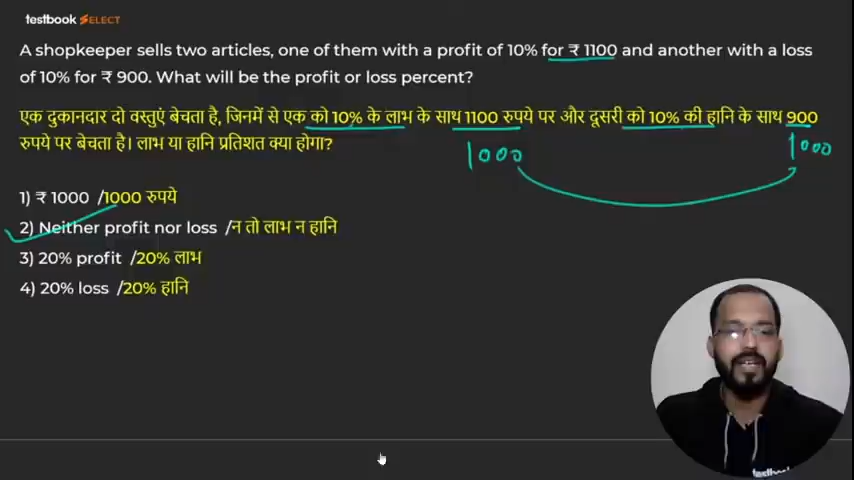 testbook SELECT
A shopkeeper sells two articles, one of them with a profit of 10% for ₹ 1100 and another with a loss
of 10% for ₹ 900. What will be the profit or loss percent?
एक दुकानदार दो वस्तुएं बेचता है, जिनमें से एक को 10% के लाभ के साथ 1100 रुपये पर और दूसरी को 10% की हानि के साथ 900
रुपये पर बेचता है। लाभ या हानि प्रतिशत क्या होगा?
1000 1000
1) ₹ 1000 /1000 रुपये
2) Neither profit nor loss /न तो लाभ न हानि
3) 20% profit /20% लाभ
4) 20% loss /20% हानि